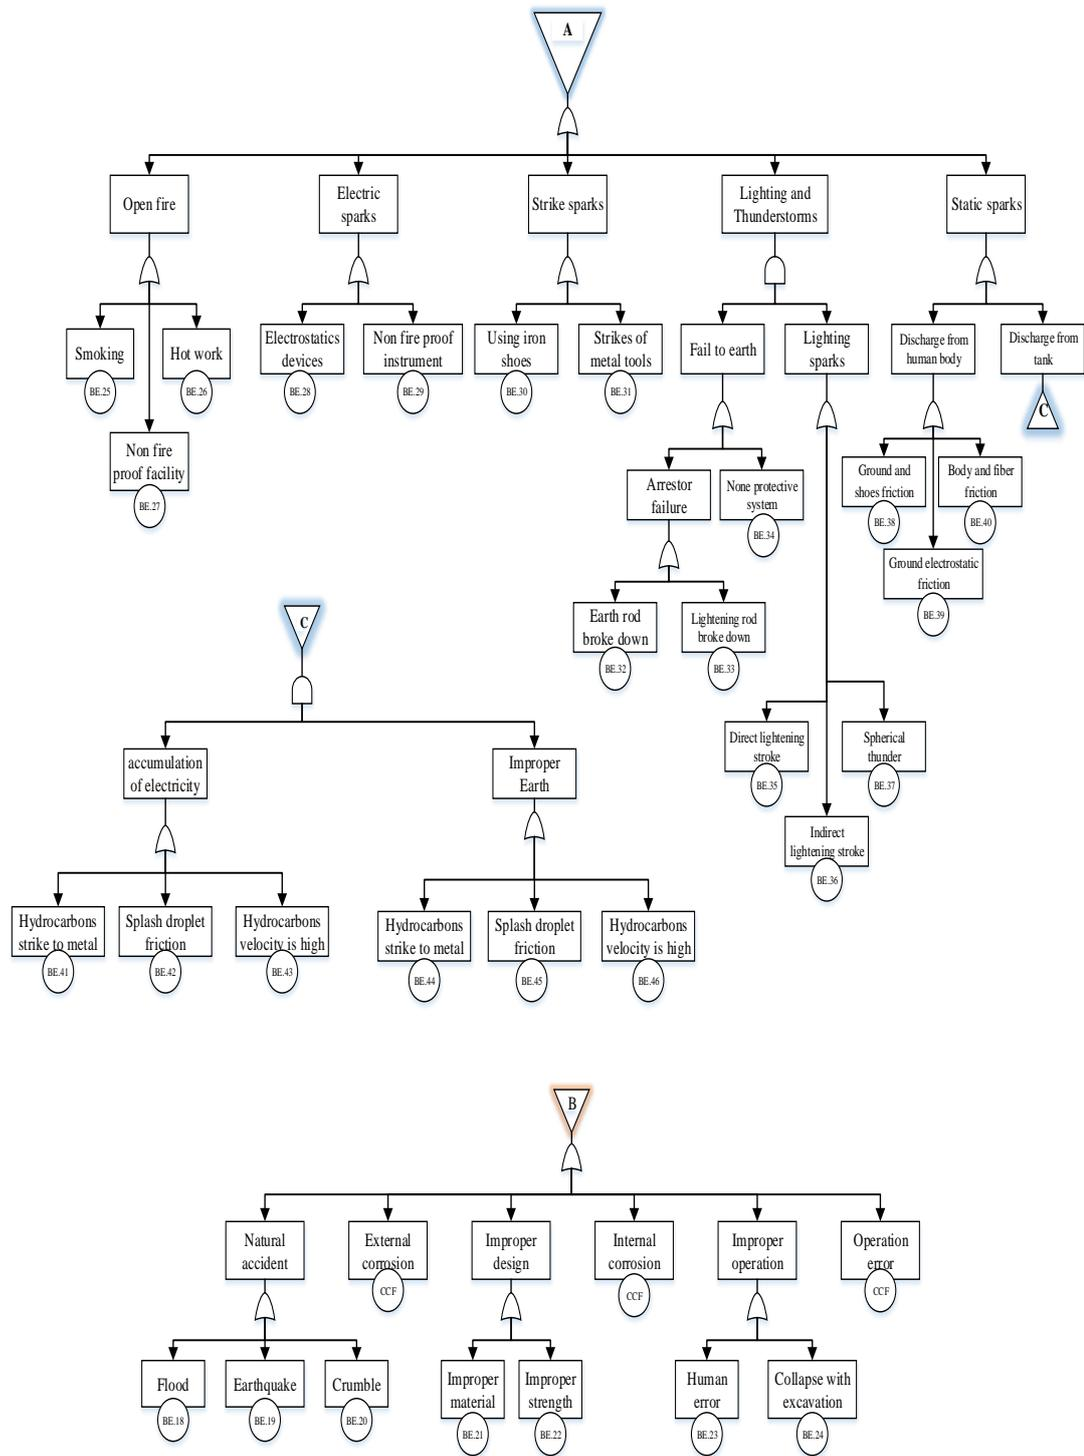 A
Open fire
Electric
sparks
Strike sparks
Lighting and
Thunderstorms
Static sparks
Smoking
BE.25
Hot work
BE.26
Non fire
proof facility
BE.27
Electrostatics
devices
BE.28
Non fire proof
instrument
BE.29
Using iron
shoes
BE.30
Strikes of
metal tools
BE.31
Fail to earth
Lighting
sparks
Discharge from
human body
Discharge from
tank
C
Arrestor
failure
None protective
system
BE.34
Ground and
shoes friction
BE.38
Body and fiber
friction
BE.40
Ground electrostatic
friction
BE.39
Earth rod
broke down
BE.32
Lightening rod
broke down
BE.33
Direct lightening
stroke
BE.35
Spherical
thunder
BE.37
Indirect
lightening stroke
BE.36
C
accumulation
of electricity
Improper
Earth
Hydrocarbons
strike to metal
BE.41
Splash droplet
friction
BE.42
Hydrocarbons
velocity is high
BE.43
Hydrocarbons
strike to metal
BE.44
Splash droplet
friction
BE.45
Hydrocarbons
velocity is high
BE.46
B
Natural
accident
External
corrosion
CCF
Improper
design
Internal
corrosion
CCF
Improper
operation
Operation
error
CCF
Flood
BE.18
Earthquake
BE.19
Crumble
BE.20
Improper
material
BE.21
Improper
strength
BE.22
Human
error
BE.23
Collapse with
excavation
BE.24